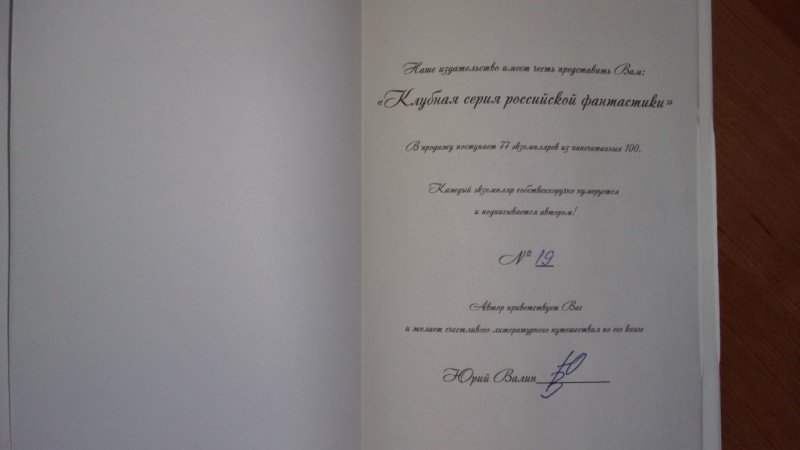 Наше издательство имеет честь представить Вам:
«Клубная серия российской фантастики»
В продажу поступает 77 экземпляров из напечатанных 100.
Каждый экземпляр собственноручно нумеруется
и подписывается автором!
№ 19
Автор приветствует Вас
и желает счастливого литературного путешествия по его книге
Юрий Валин